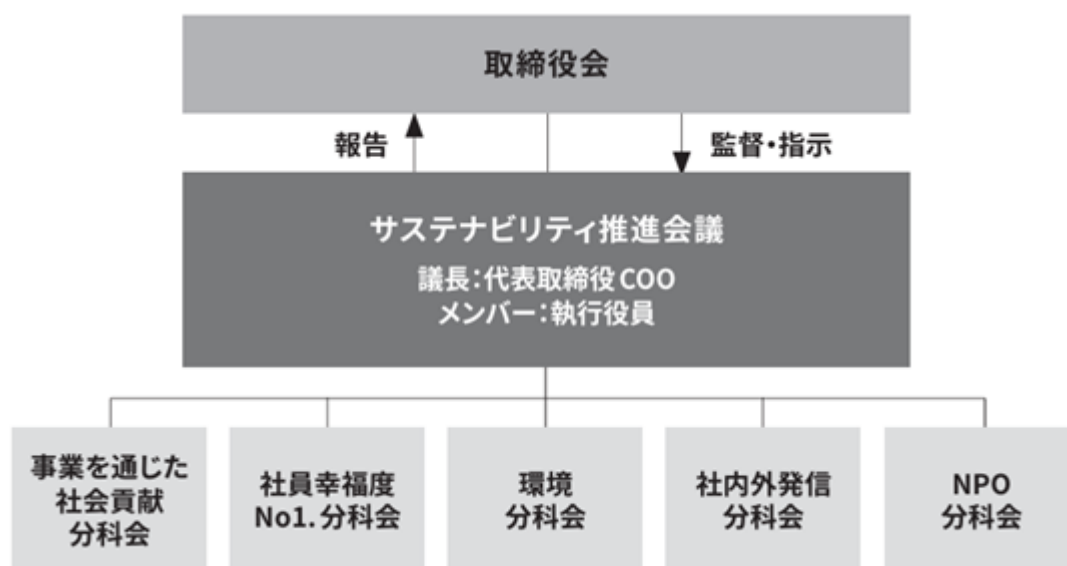 取締役会
報告
監督・指示
サステナビリティ推進会議
議長：代表取締役 COO
メンバー：執行役員
事業を通じた
社会貢献
分科会
社員幸福度
No1. 分科会
環境
分科会
社内外発信
分科会
NPO
分科会